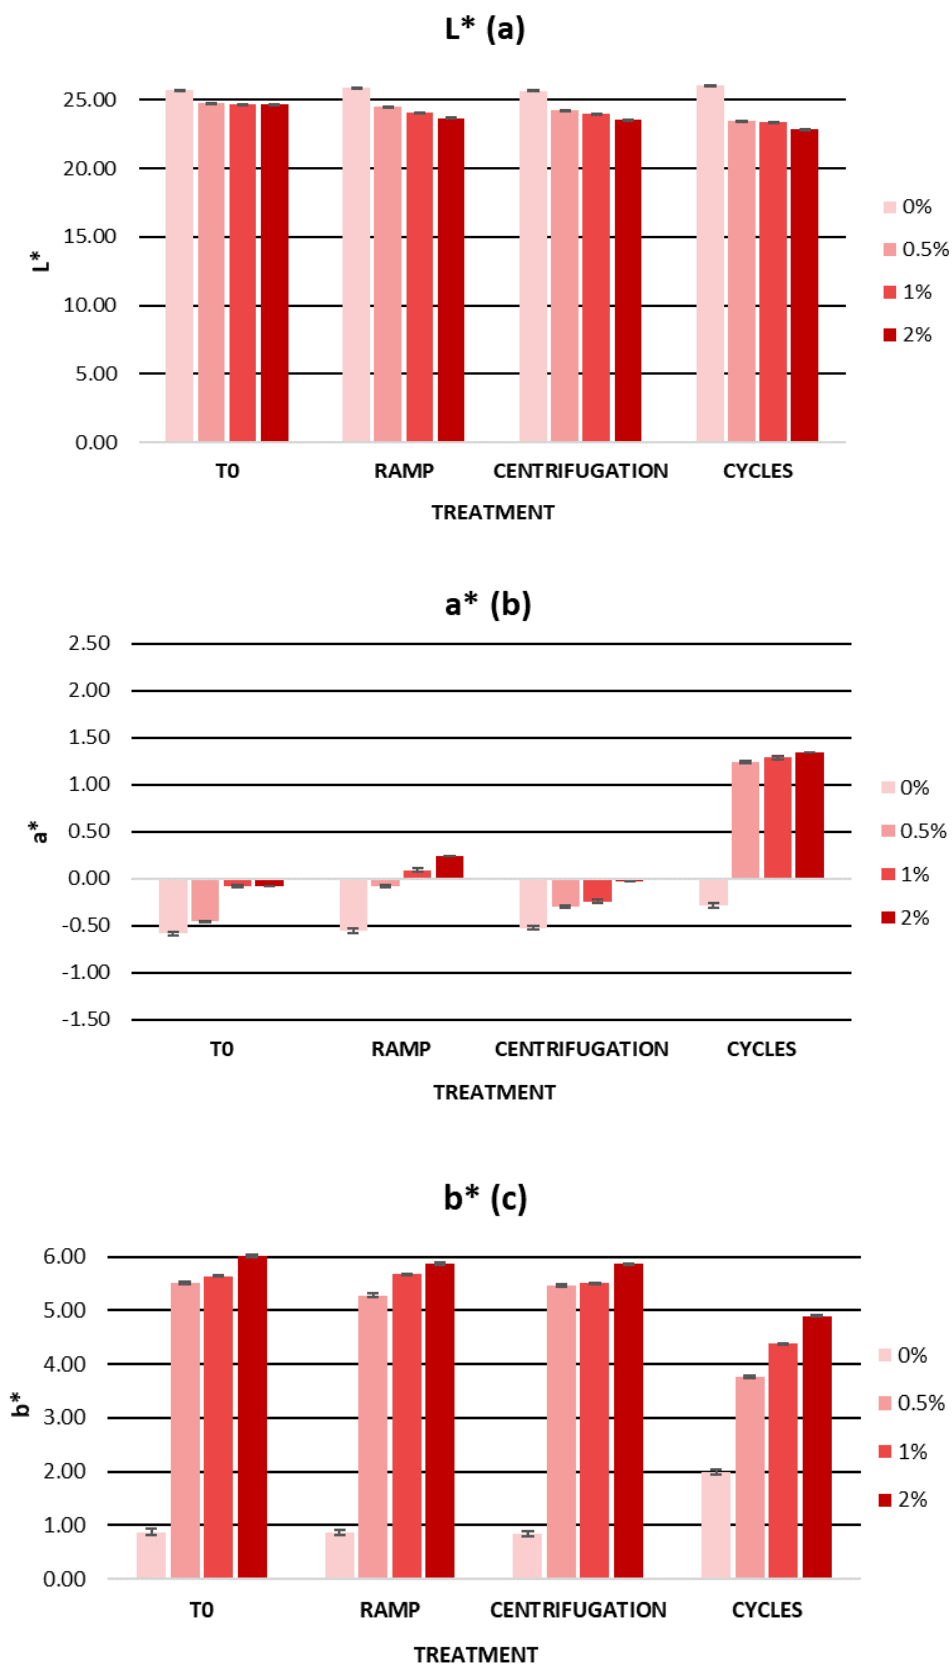 L* (a)
25.00
20.00
15.00
10.00
5.00
0.00
L*
T0 RAMP CENTRIFUGATION CYCLES
TREATMENT
0%
0.5%
1%
2%
a* (b)
2.50
2.00
1.50
1.00
0.50
0.00
-0.50
-1.00
-1.50
a*
T0 RAMP CENTRIFUGATION CYCLES
TREATMENT
0%
0.5%
1%
2%
b* (c)
6.00
5.00
4.00
3.00
2.00
1.00
0.00
b*
T0 RAMP CENTRIFUGATION CYCLES
TREATMENT
0%
0.5%
1%
2%